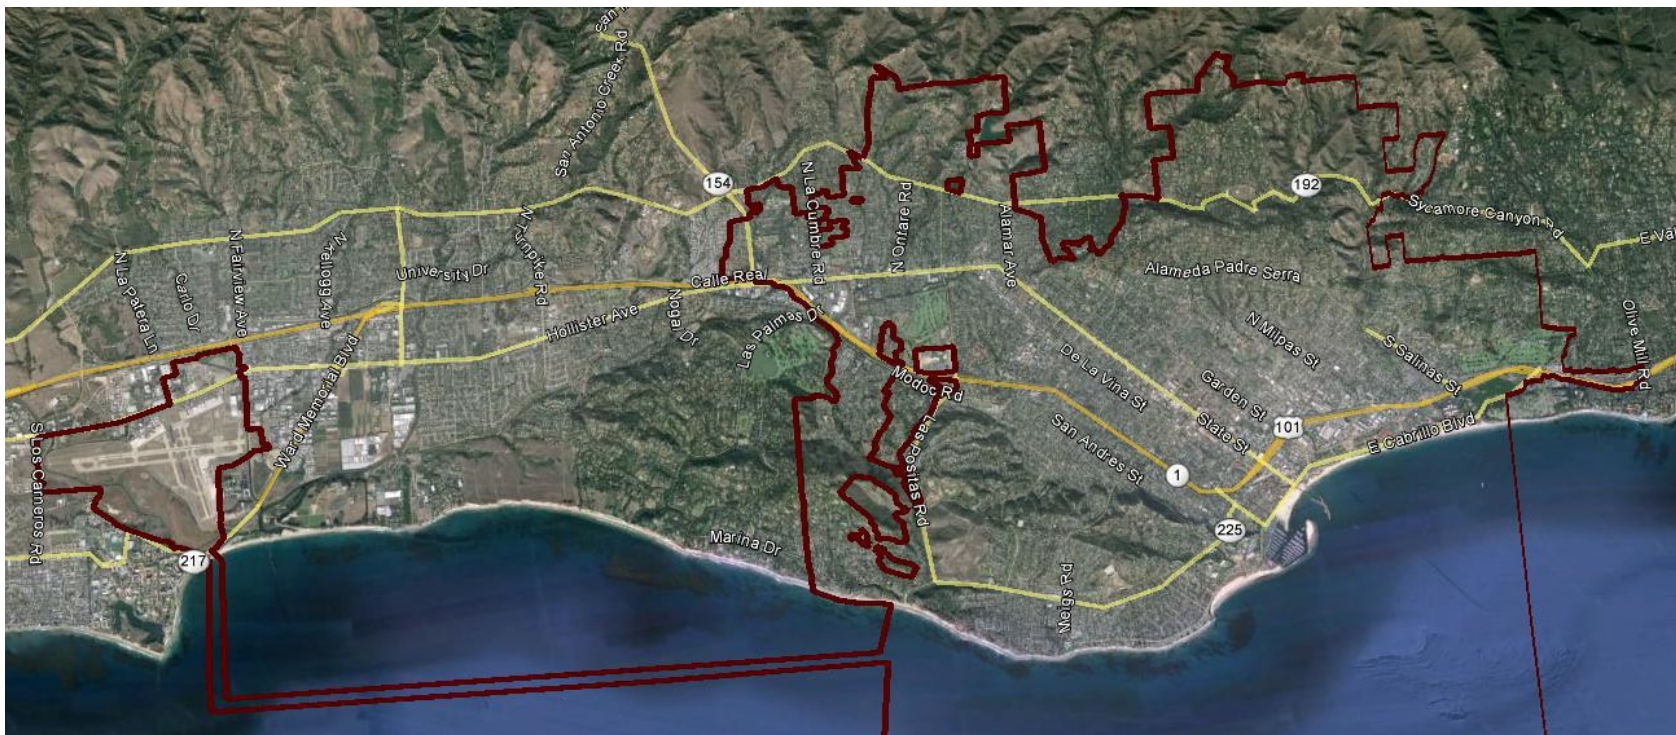 San Antonio Creek Rd
154
N La Cumbre Rd
N Ontare Rd
Alamar Ave
192
Sycamore Canyon Rd
N La Patera Ln
Carlo Dr
N Fairview Ave
N Kellogg Ave
University Dr
N Turnpike Rd
Calle Real
Hollister Ave
Nogal Dr
Las Palmas Dr
Alameda Padre Serra
N Milpas St
S Salinas St
Olive Mill Rd
Ward Memorial Blvd
Modoc Rd
De La Vina St
Garden St
State St
101
E Cabrillo Blvd
Las Positas Rd
San Andres St
1
225
S Los Carneros Rd
217
Marina Dr
Meigs Rd